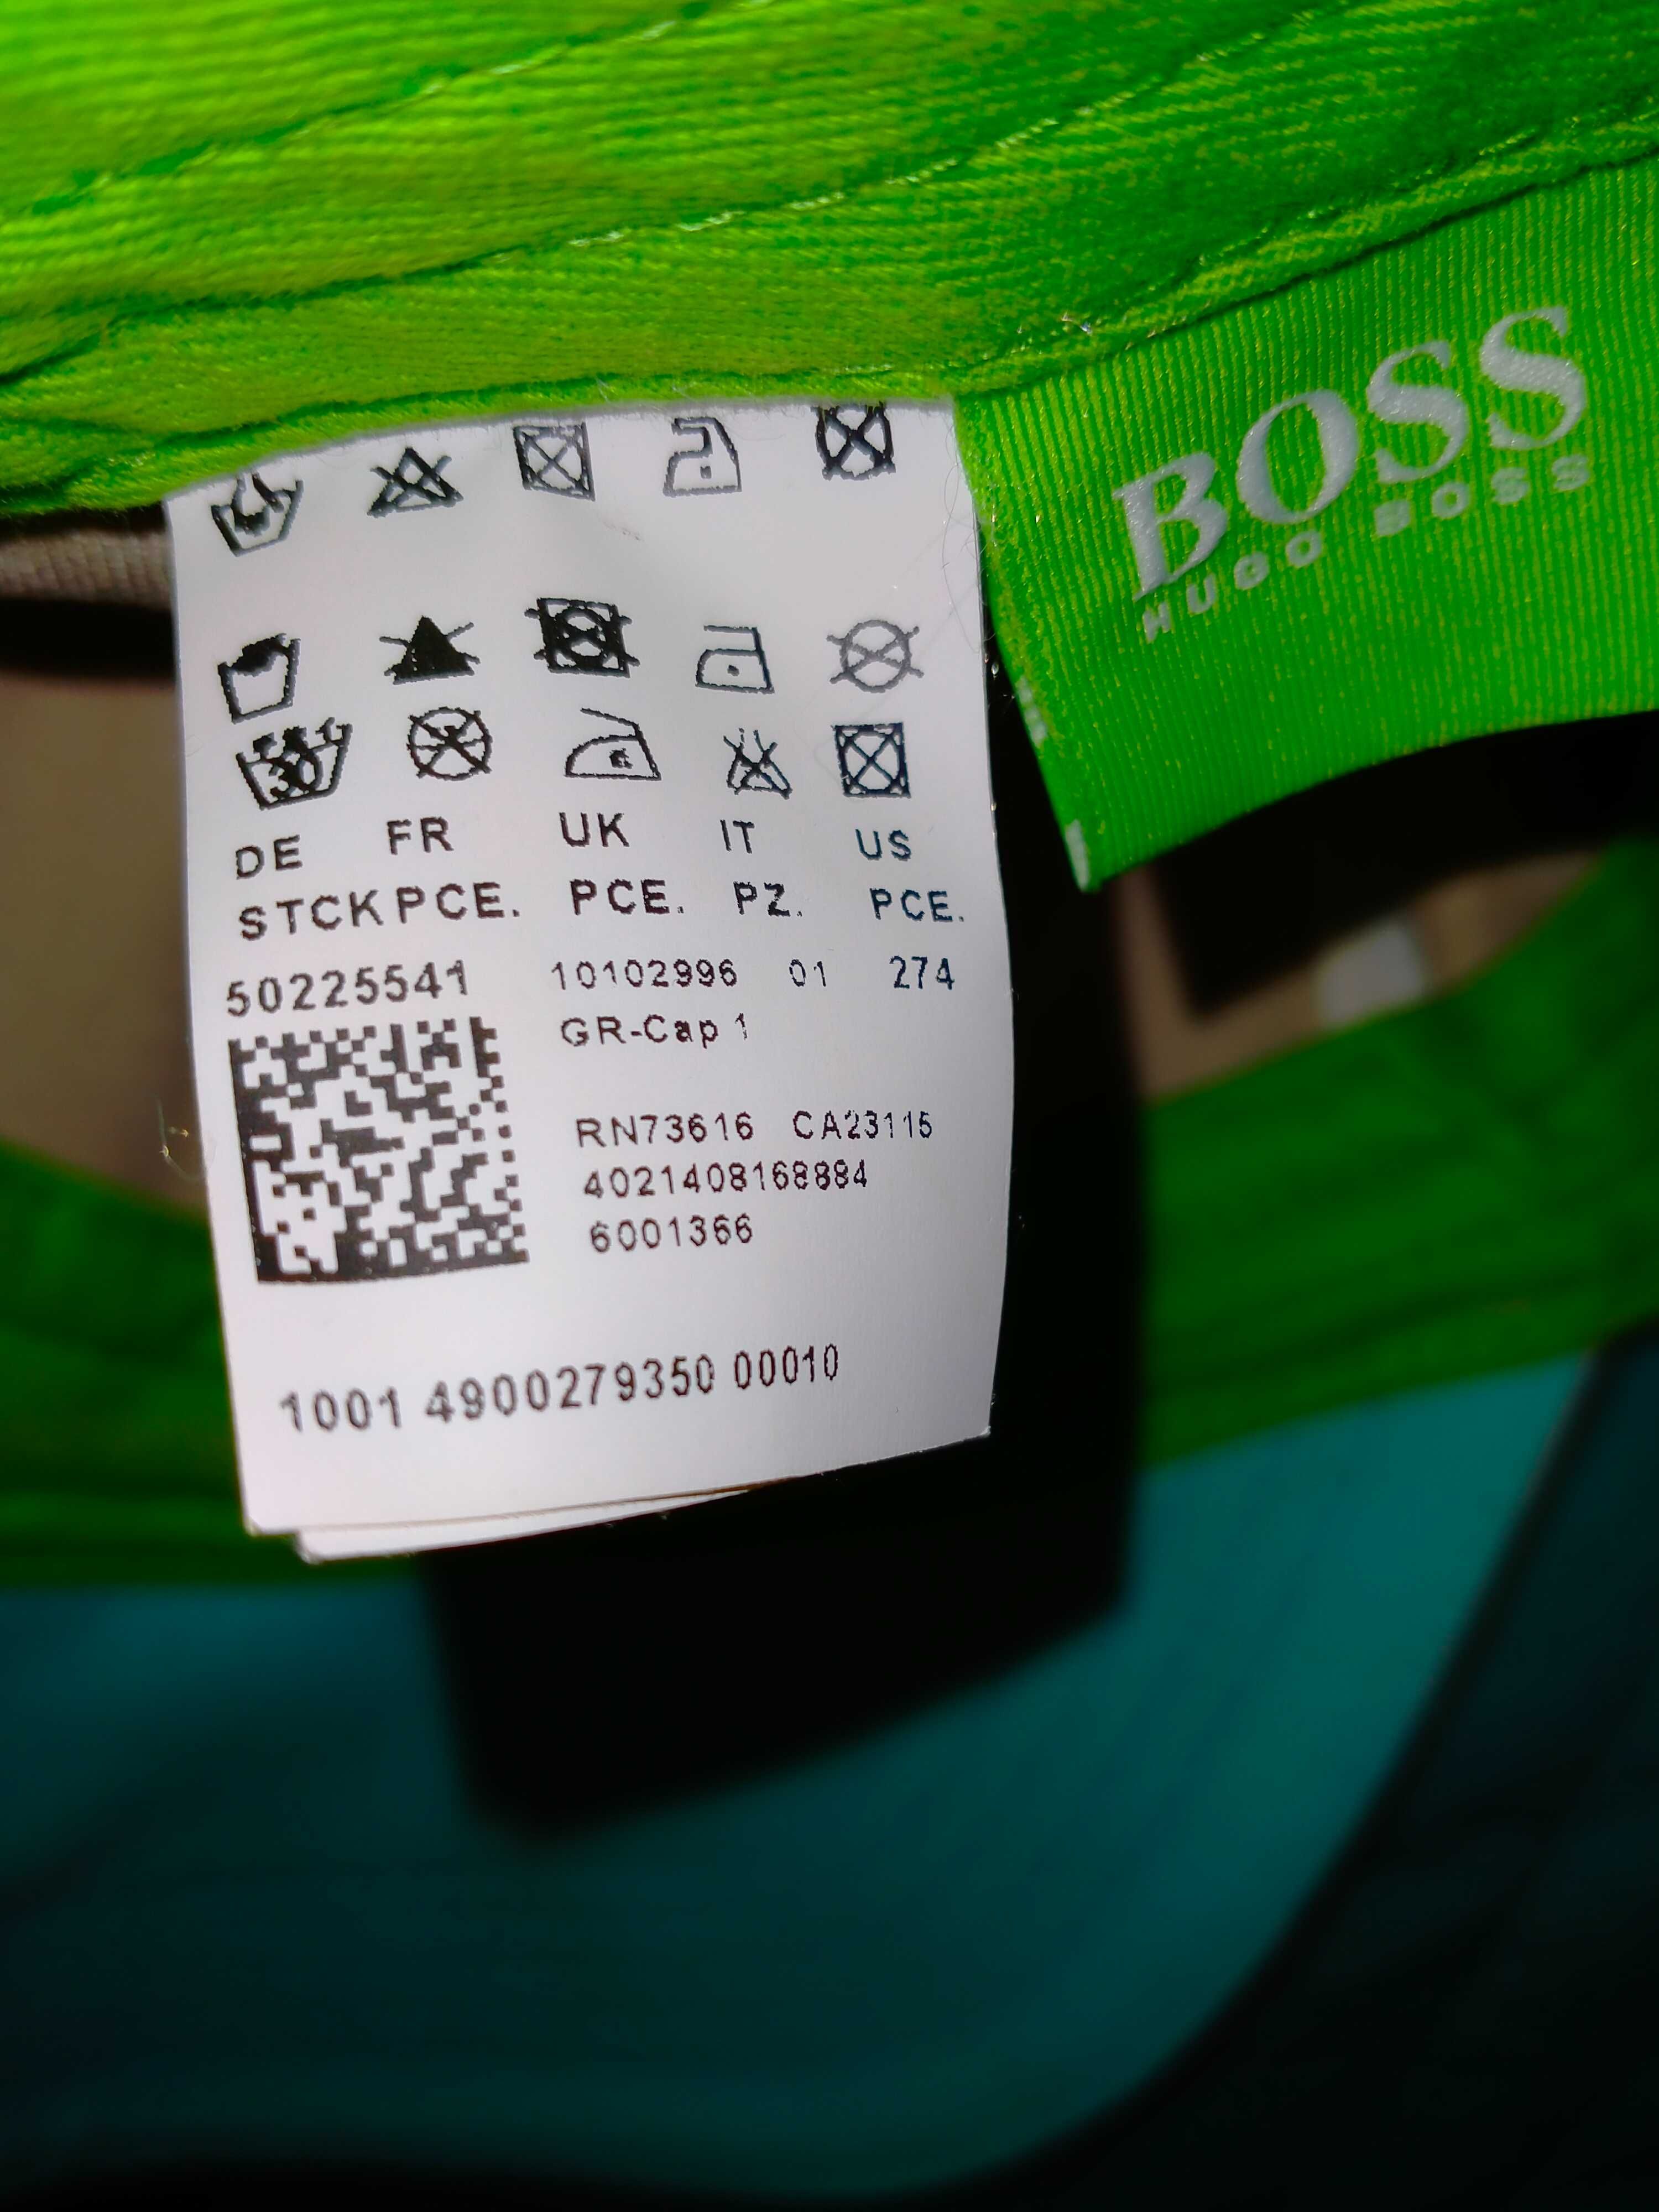 BOSS
HUGO BOSS
30
DE FR UK IT US
STCK PCE. PCE. PZ. PCE.
50225541 10102996 01 274
GR-Cap 1
RN73616 CA23115
4021408168884
6001366
1001 4900279350 00010